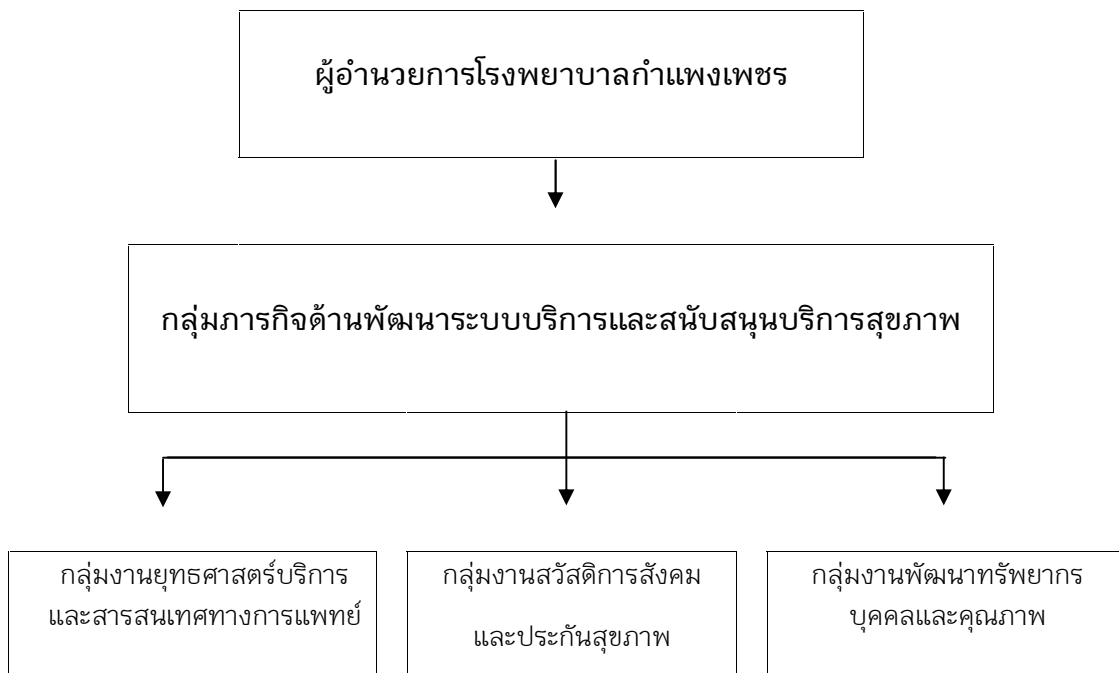 ผู้อำนวยการโรงพยาบาลกำแพงเพชร
กลุ่มภารกิจด้านพัฒนาระบบบริการและสนับสนุนบริการสุขภาพ
กลุ่มงานยุทธศาสตร์บริการ
และสารสนเทศทางการแพทย์
กลุ่มงานสวัสดิการสังคม
และประกันสุขภาพ
กลุ่มงานพัฒนาทรัพยากร
บุคคลและคุณภาพ